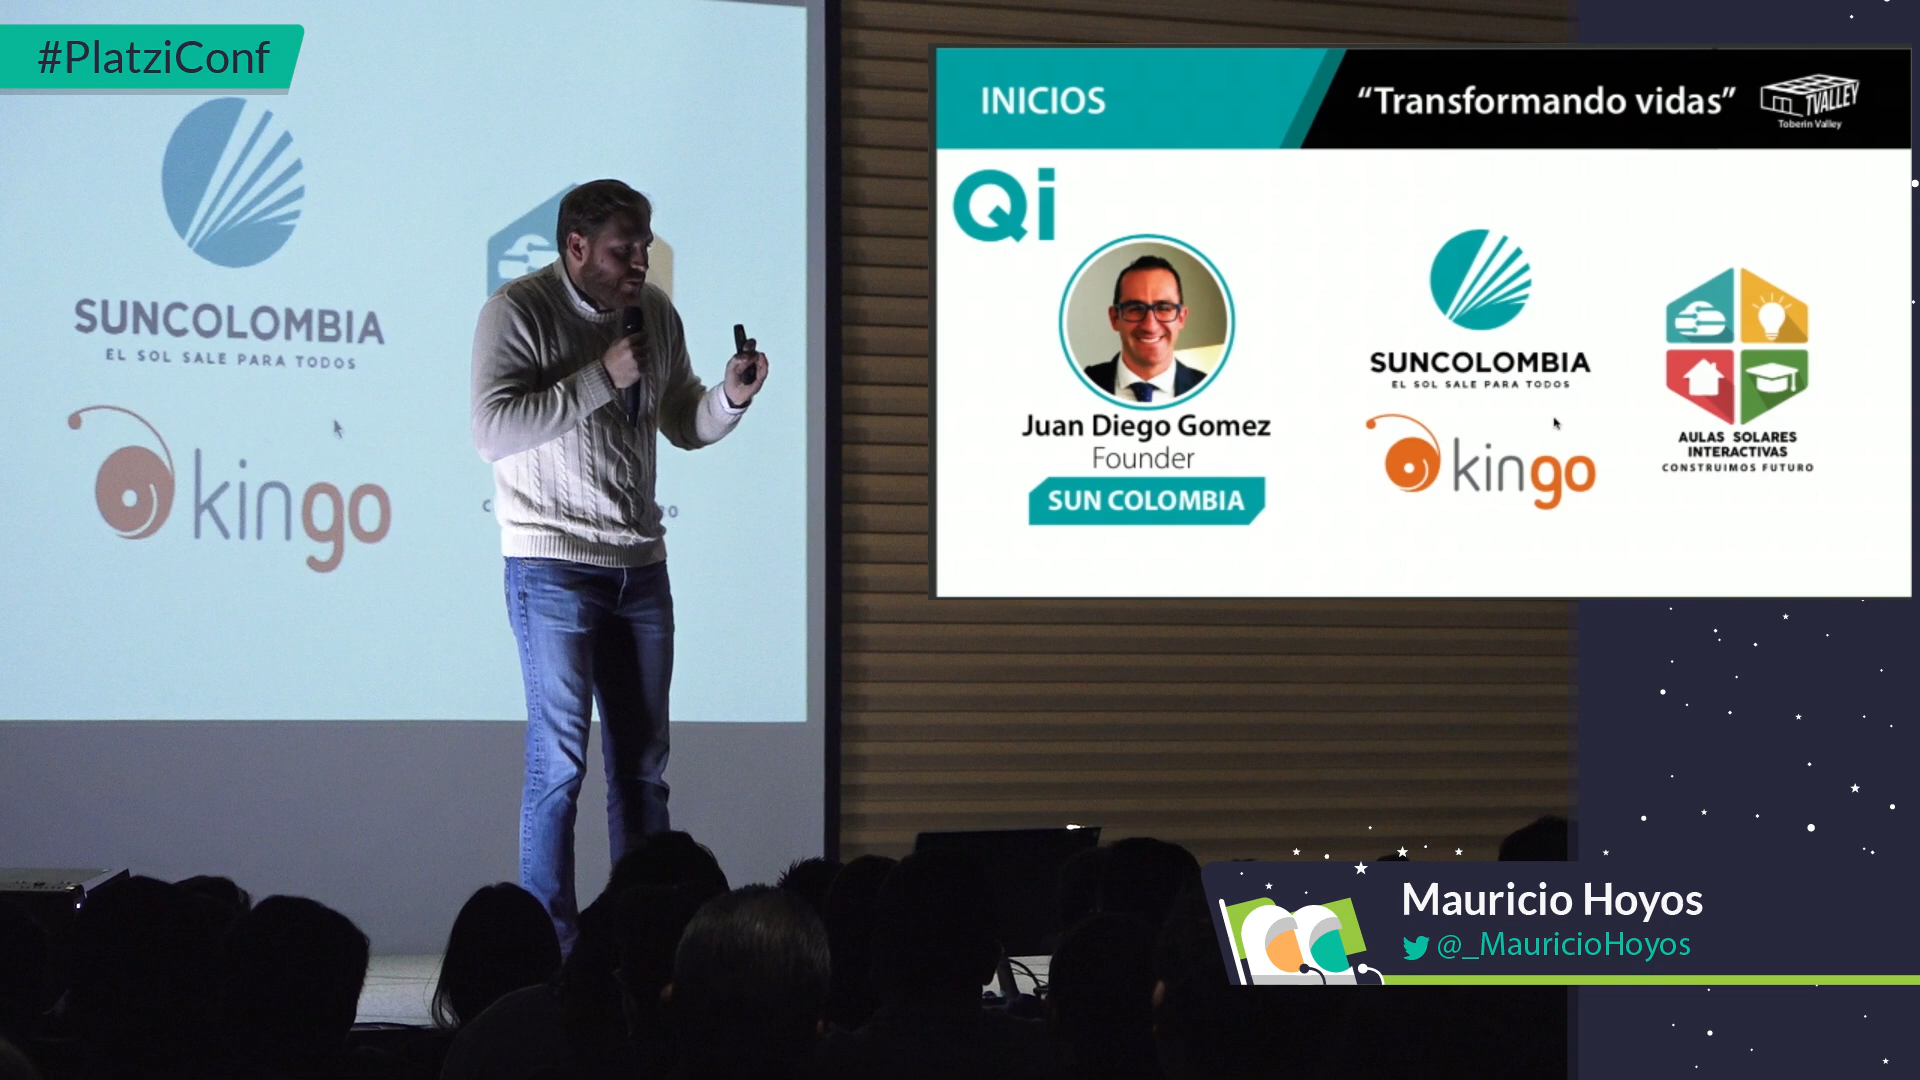 #PlatziConf
SUNCOLOMBIA
EL SOL SALE PARA TODOS
kingo
INICIOS
“Transformando vidas”
TVALLEY
Toberin Valley
Qi
Juan Diego Gomez
Founder
SUN COLOMBIA
SUNCOLOMBIA
EL SOL SALE PARA TODOS
kingo
AULAS SOLARES
INTERACTIVAS
CONSTRUIMOS FUTURO
Mauricio Hoyos
@_MauricioHoyos